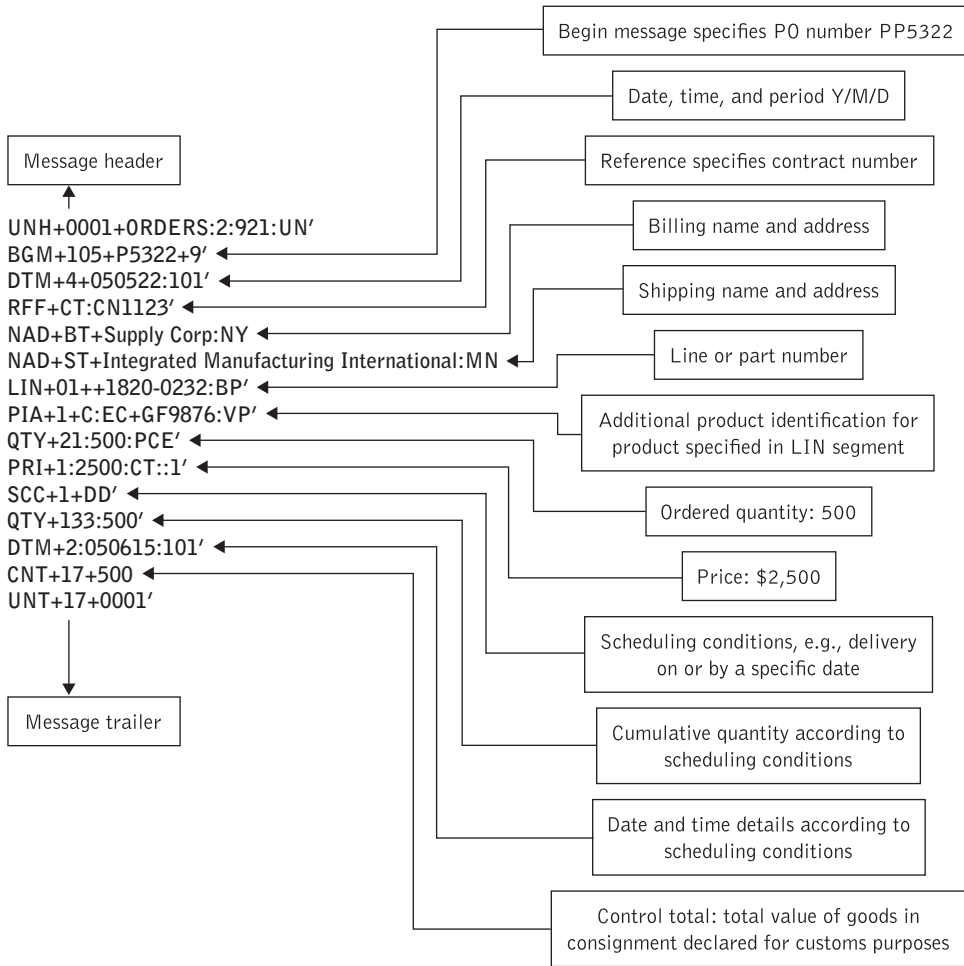 Begin message specifies PO number PP5322
Date, time, and period Y/M/D
Message header
Reference specifies contract number
UNH+0001+ORDERS:2:921:UN′
Billing name and address
BGM+105+P5322+9′
DTM+4+050522:101′
Shipping name and address
RFF+CT:CN1123′
NAD+BT+Supply Corp:NY
NAD+ST+Integrated Manufacturing International:MN
Line or part number
LIN+01++1820-0232:BP′
PIA+1+C:EC+GF9876:VP′
Additional product identification for
product specified in LIN segment
QTY+21:500:PCE′
PRI+1:2500:CT::1′
SCC+1+DD′
Ordered quantity: 500
QTY+133:500′
DTM+2:050615:101′
CNT+17+500
Price: $2,500
UNT+17+0001′
Scheduling conditions, e.g., delivery
on or by a specific date
Message trailer
Cumulative quantity according to
scheduling conditions
Date and time details according to
scheduling conditions
Control total: total value of goods in
consignment declared for customs purposes